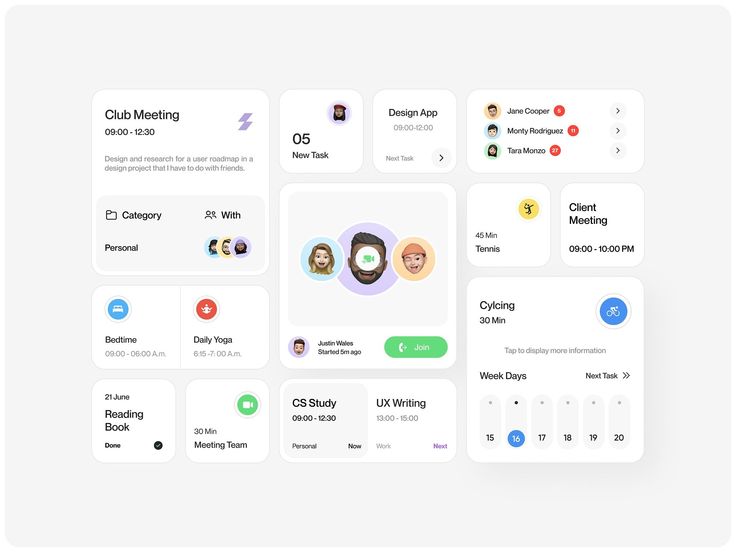 Club Meeting
09:00 - 12:30
Design and research for a user roadmap in a
design project that I have to do with friends.
Category
With
Personal
05
New Task
Design App
09:00-12:00
Next Task
Jane Cooper 6
Monty Rodriguez 11
Tara Monzo 27
Justin Wales
Started 5m ago
Join
45 Min
Tennis
Client
Meeting
09:00 - 10:00 PM
Bedtime
09:00 - 06:00 A.m.
Daily Yoga
6:15 -7: 00 A.m.
Cylcing
30 Min
Tap to display more information
Week Days
Next Task
15 16 17 18 19 20
21 June
Reading
Book
Done
30 Min
Meeting Team
CS Study
09:00 - 12:30
Personal
Now
UX Writing
13:00 - 15:00
Work
Next